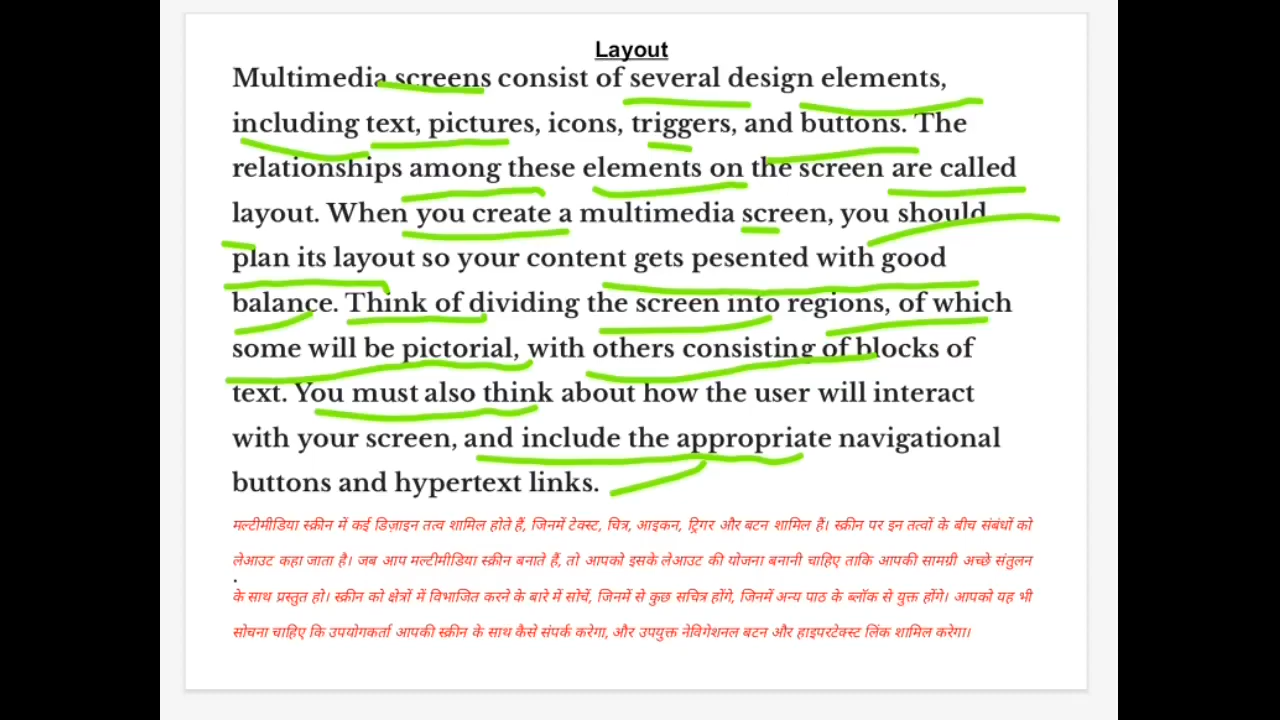 Layout
Multimedia screens consist of several design elements,
including text, pictures, icons, triggers, and buttons. The
relationships among these elements on the screen are called
layout. When you create a multimedia screen, you should
plan its layout so your content gets pesented with good
balance. Think of dividing the screen into regions, of which
some will be pictorial, with others consisting of blocks of
text. You must also think about how the user will interact
with your screen, and include the appropriate navigational
buttons and hypertext links.
मल्टीमीडिया स्क्रीन में कई डिज़ाइन तत्व शामिल होते हैं, जिनमें टेक्स्ट, चित्र, आइकन, ट्रिगर और बटन शामिल हैं। स्क्रीन पर इन तत्वों के बीच संबंधों को
लेआउट कहा जाता है। जब आप मल्टीमीडिया स्क्रीन बनाते हैं, तो आपको इसके लेआउट की योजना बनानी चाहिए ताकि आपकी सामग्री अच्छे संतुलन
के साथ प्रस्तुत हो। स्क्रीन को क्षेत्रों में विभाजित करने के बारे में सोचें, जिनमें से कुछ सचित्र होंगे, जिनमें अन्य पाठ के ब्लॉक से युक्त होंगे। आपको यह भी
सोचना चाहिए कि उपयोगकर्ता आपकी स्क्रीन के साथ कैसे संपर्क करेगा, और उपयुक्त नेविगेशनल बटन और हाइपरटेक्स्ट लिंक शामिल करेगा।